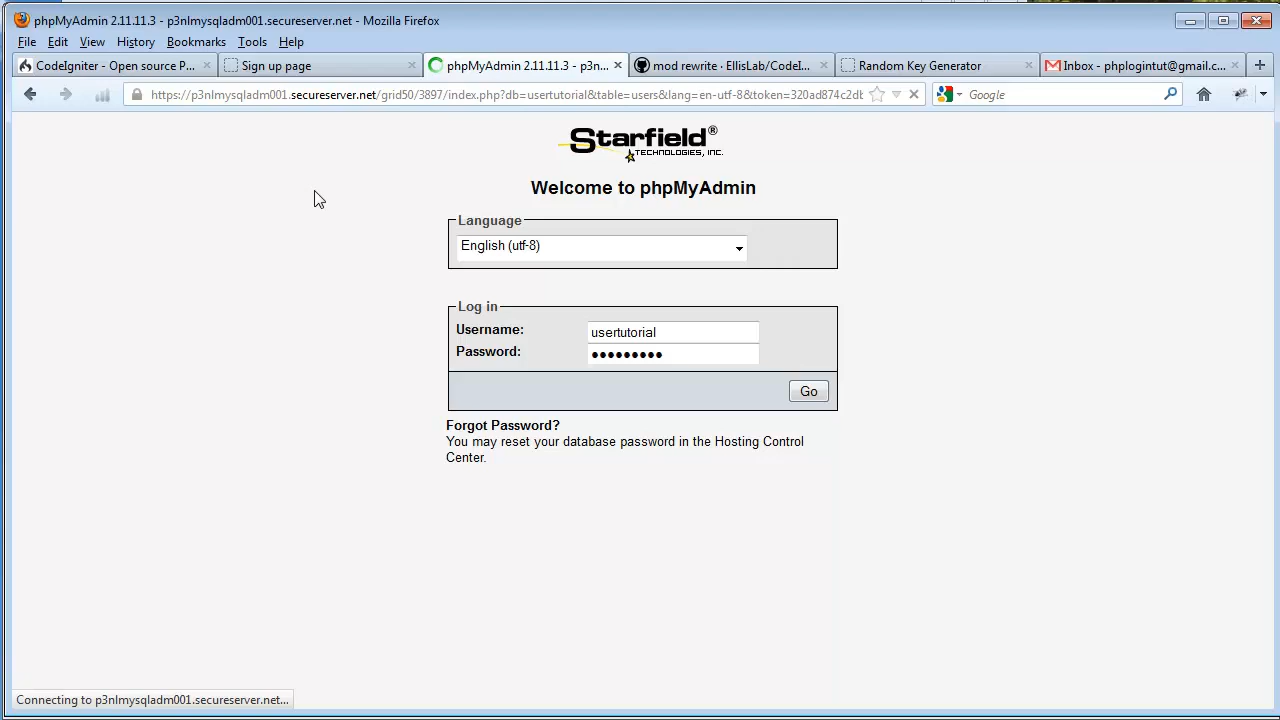 phpMyAdmin 2.11.11.3 - p3nlmysqladm001.secureserver.net - Mozilla Firefox
File Edit View History Bookmarks Tools Help
CodeIgniter - Open source P...
Sign up page
phpMyAdmin 2.11.11.3 - p3n...
mod rewrite · EllisLab/CodeI...
Random Key Generator
Inbox - phplogintut@gmail.c...
https://p3nlmysqladm001.secureserver.net/grid50/3897/index.php?db=usertutorial&table=users&lang=en-utf-8&token=320ad874c2db
Google
Starfield®
TECHNOLOGIES, INC.
Welcome to phpMyAdmin
Language
English (utf-8)
Log in
Username: usertutorial
Password: ●●●●●●●●●
Go
Forgot Password?
You may reset your database password in the Hosting Control
Center.
Connecting to p3nlmysqladm001.secureserver.net...